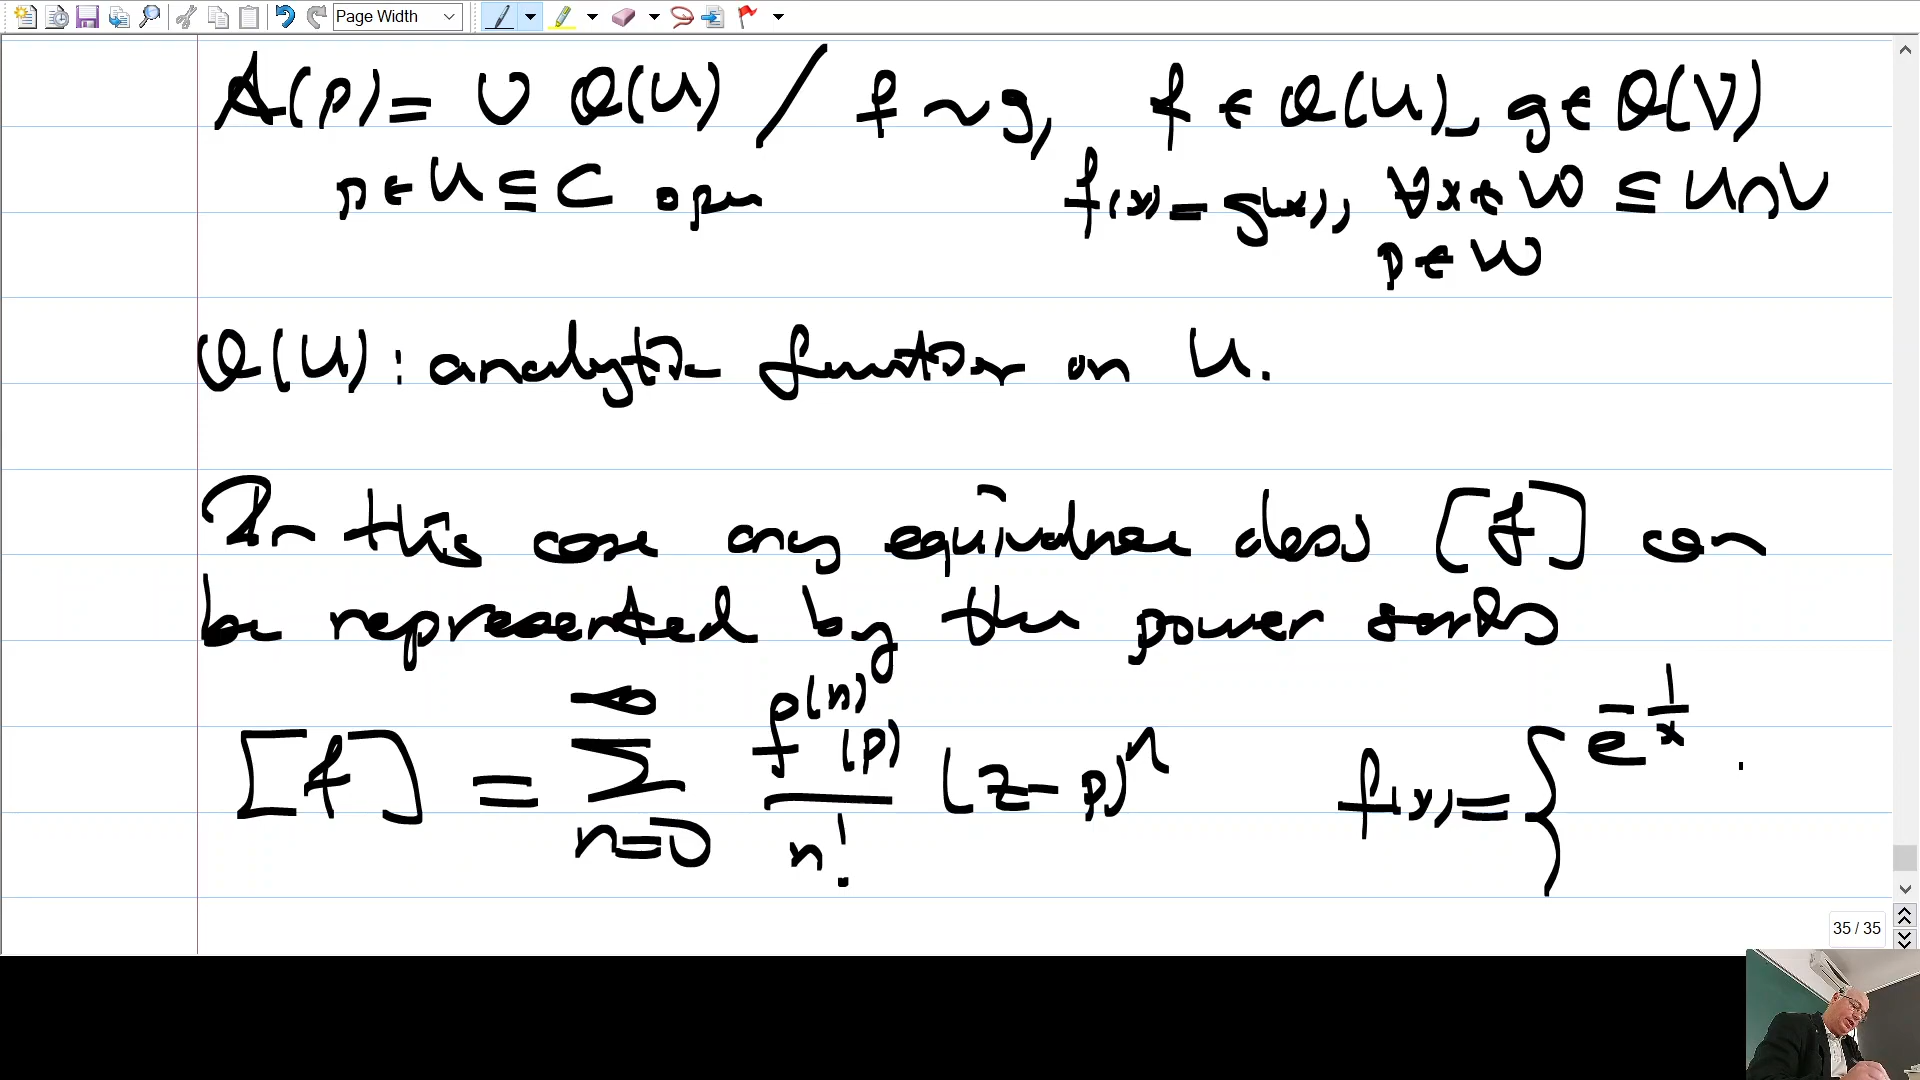 Page Width
A(p) = ∪ O(U) / f ~ g, f ∈ O(U), g ∈ O(V)
p ∈ U ⊆ C open f(x) = g(x), ∀x ∈ W ⊆ U∩V
p ∈ W
O(U): analytic function on U.
In this case any equivalence class [f] can
be represented by the power series
[f] = ∑_{n=0}^{∞} f^{(n)}(p)/n! (z-p)^n f(x) = { e^{-1/x} .
35 / 35